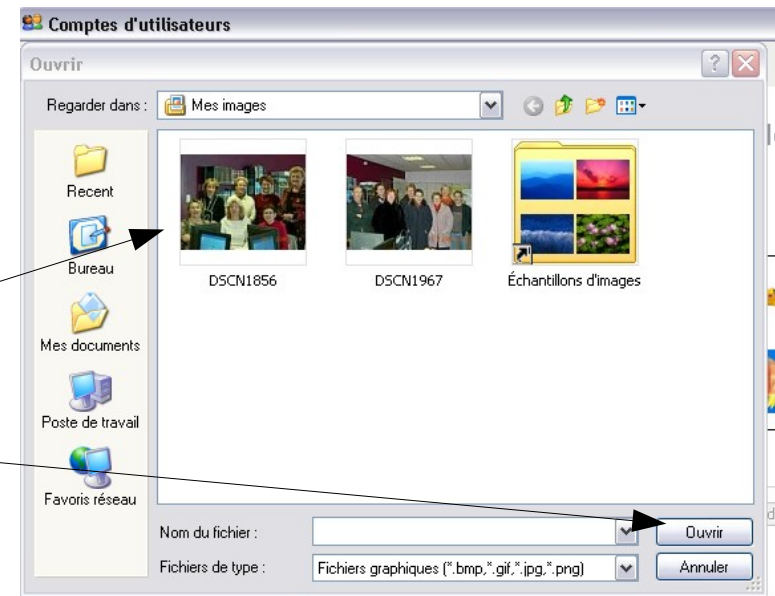 Comptes d'utilisateurs
Ouvrir
?
Regarder dans :
Mes images
Recent
Bureau
Mes documents
Poste de travail
Favoris réseau
DSCN1856
DSCN1967
Échantillons d'images
Nom du fichier :
Ouvrir
Fichiers de type :
Fichiers graphiques (*.bmp,*.gif,*.jpg,*.png)
Annuler